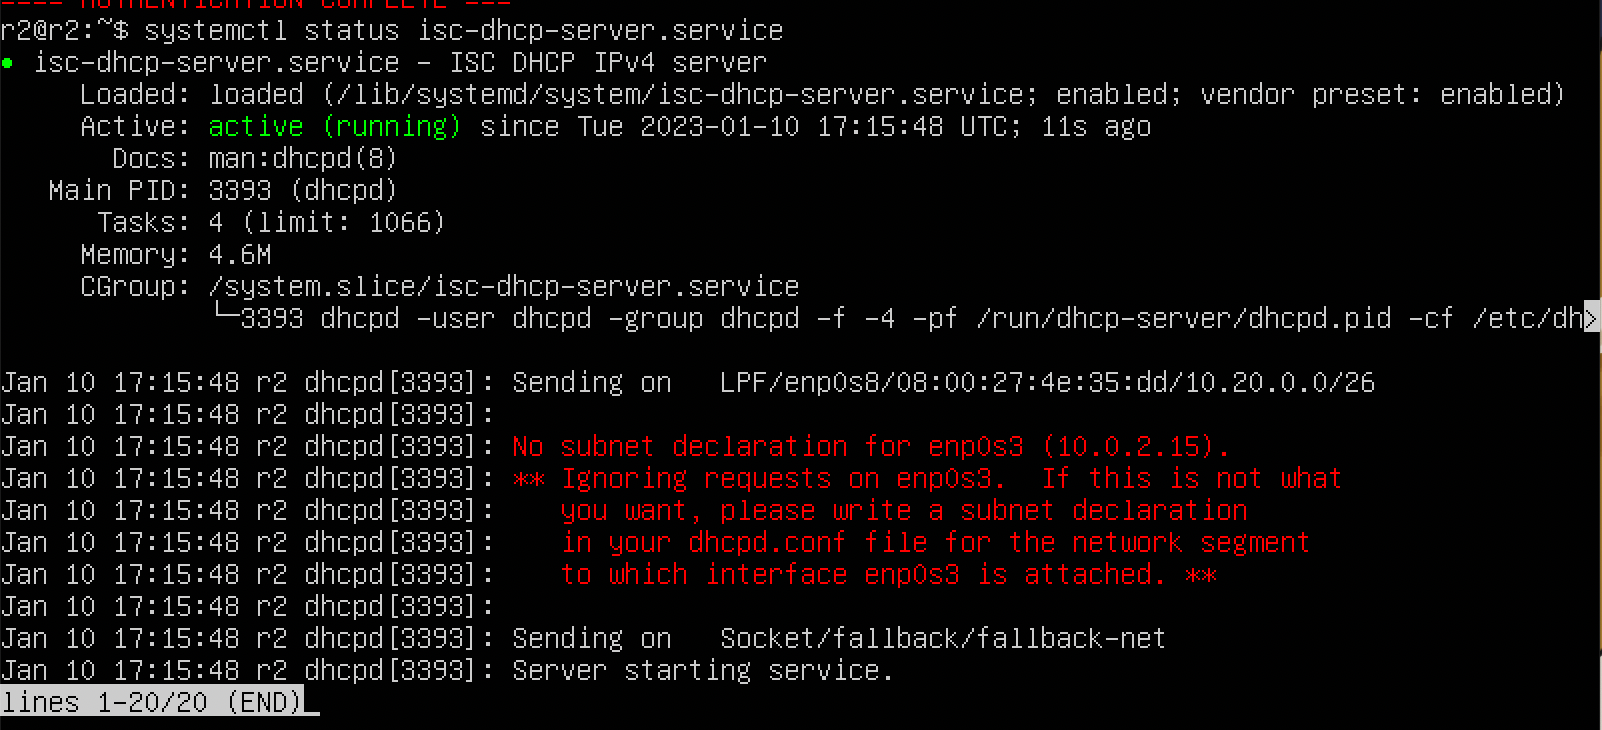 ---- AUTHENTICATION COMPLETE ---
r2@r2:~$ systemctl status isc-dhcp-server.service
● isc-dhcp-server.service - ISC DHCP IPv4 server
Loaded: loaded (/lib/systemd/system/isc-dhcp-server.service; enabled; vendor preset: enabled)
Active: active (running) since Tue 2023-01-10 17:15:48 UTC; 11s ago
Docs: man:dhcpd(8)
Main PID: 3393 (dhcpd)
Tasks: 4 (limit: 1066)
Memory: 4.6M
CGroup: /system.slice/isc-dhcp-server.service
└─3393 dhcpd -user dhcpd -group dhcpd -f -4 -pf /run/dhcp-server/dhcpd.pid -cf /etc/dh>
Jan 10 17:15:48 r2 dhcpd[3393]: Sending on   LPF/enp0s8/08:00:27:4e:35:dd/10.20.0.0/26
Jan 10 17:15:48 r2 dhcpd[3393]:
Jan 10 17:15:48 r2 dhcpd[3393]: No subnet declaration for enp0s3 (10.0.2.15).
Jan 10 17:15:48 r2 dhcpd[3393]: ** Ignoring requests on enp0s3.  If this is not what
Jan 10 17:15:48 r2 dhcpd[3393]:    you want, please write a subnet declaration
Jan 10 17:15:48 r2 dhcpd[3393]:    in your dhcpd.conf file for the network segment
Jan 10 17:15:48 r2 dhcpd[3393]:    to which interface enp0s3 is attached. **
Jan 10 17:15:48 r2 dhcpd[3393]:
Jan 10 17:15:48 r2 dhcpd[3393]: Sending on   Socket/fallback/fallback-net
Jan 10 17:15:48 r2 dhcpd[3393]: Server starting service.
lines 1-20/20 (END)